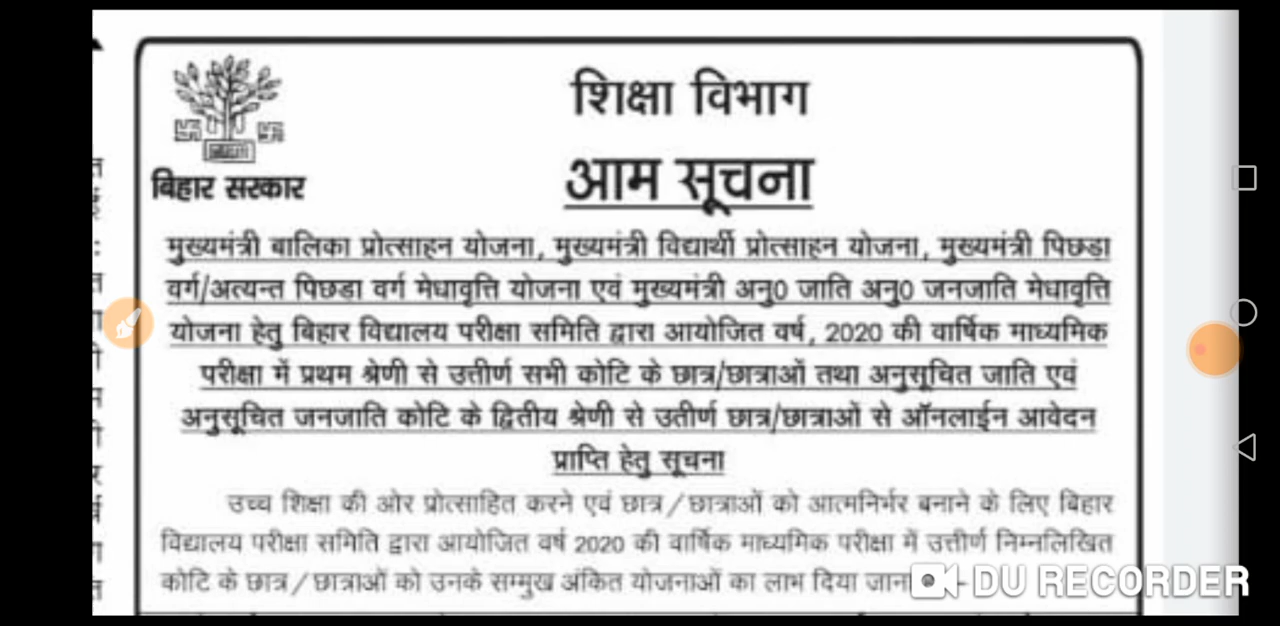 शिक्षा विभाग
आम सूचना
बिहार सरकार
मुख्यमंत्री बालिका प्रोत्साहन योजना, मुख्यमंत्री विद्यार्थी प्रोत्साहन योजना, मुख्यमंत्री पिछड़ा
वर्ग/अत्यन्त पिछड़ा वर्ग मेधावृत्ति योजना एवं मुख्यमंत्री अनु0 जाति अनु0 जनजाति मेधावृत्ति
योजना हेतु बिहार विद्यालय परीक्षा समिति द्वारा आयोजित वर्ष, 2020 की वार्षिक माध्यमिक
परीक्षा में प्रथम श्रेणी से उत्तीर्ण सभी कोटि के छात्र/छात्राओं तथा अनुसूचित जाति एवं
अनुसूचित जनजाति कोटि के द्वितीय श्रेणी से उतीर्ण छात्र/छात्राओं से ऑनलाईन आवेदन
प्राप्ति हेतु सूचना
उच्च शिक्षा की ओर प्रोत्साहित करने एवं छात्र/छात्राओं को आत्मनिर्भर बनाने के लिए बिहार
विद्यालय परीक्षा समिति द्वारा आयोजित वर्ष 2020 की वार्षिक माध्यमिक परीक्षा में उत्तीर्ण निम्नलिखित
कोटि के छात्र/छात्राओं को उनके सम्मुख अंकित योजनाओं का लाभ दिया जाना
DU RECORDER